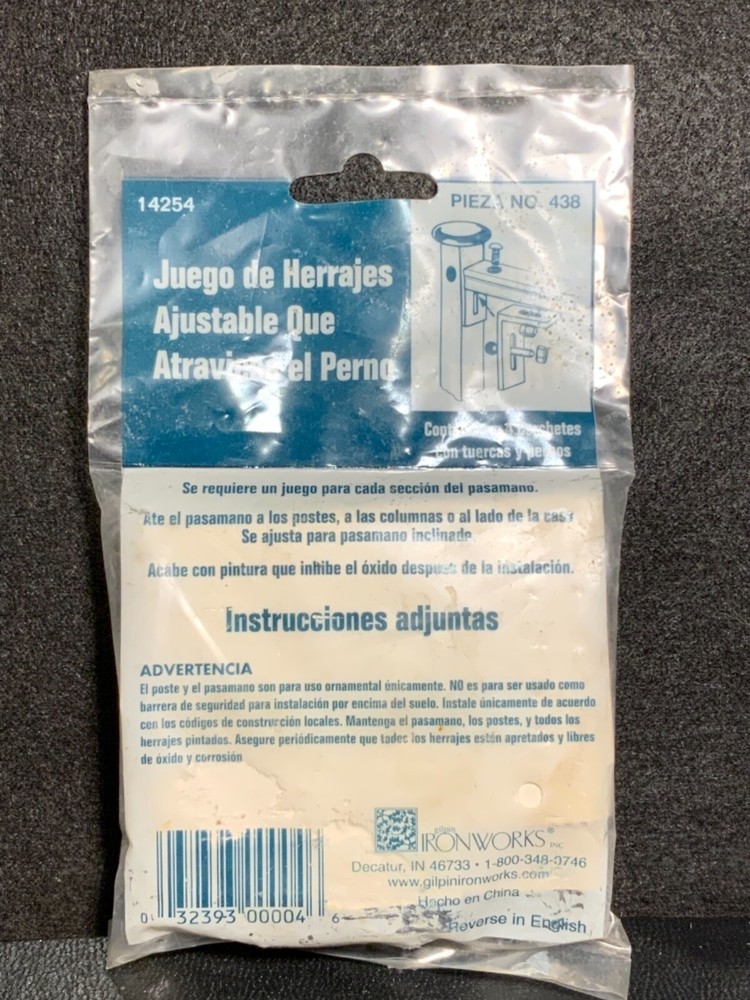 14254
PIEZA NO. 438
Juego de Herrajes
Ajustable Que
el Perno
con tuercas y
Se requiere un juego para cada sección del pasamano.
Ate el pasamano a los postes, a las columnas o al lado de la casa
Se ajusta para pasamano inclinado
Acabe con pintura que inhibe el óxido después de la instalación.
Instrucciones adjuntas
ADVERTENCIA
El poste y el pasamano son para uso ornamental únicamente. NO es para ser usado como
barrera de seguridad para instalación por encima del suelo. Instale únicamente de acuerdo
con los códigos de construcción locales. Mantenga el pasamano, los postes, y todos los
herrajes pintados. Asegure periódicamente que todos los herrajes están apretados y libres
de óxido y corrosión
gilpin
IRONWORKS® INC
Decatur, IN 46733 • 1-800-348-0746
www.gilpinironworks.com
Hecho en China
0 32393 00004 6
Reverse in English